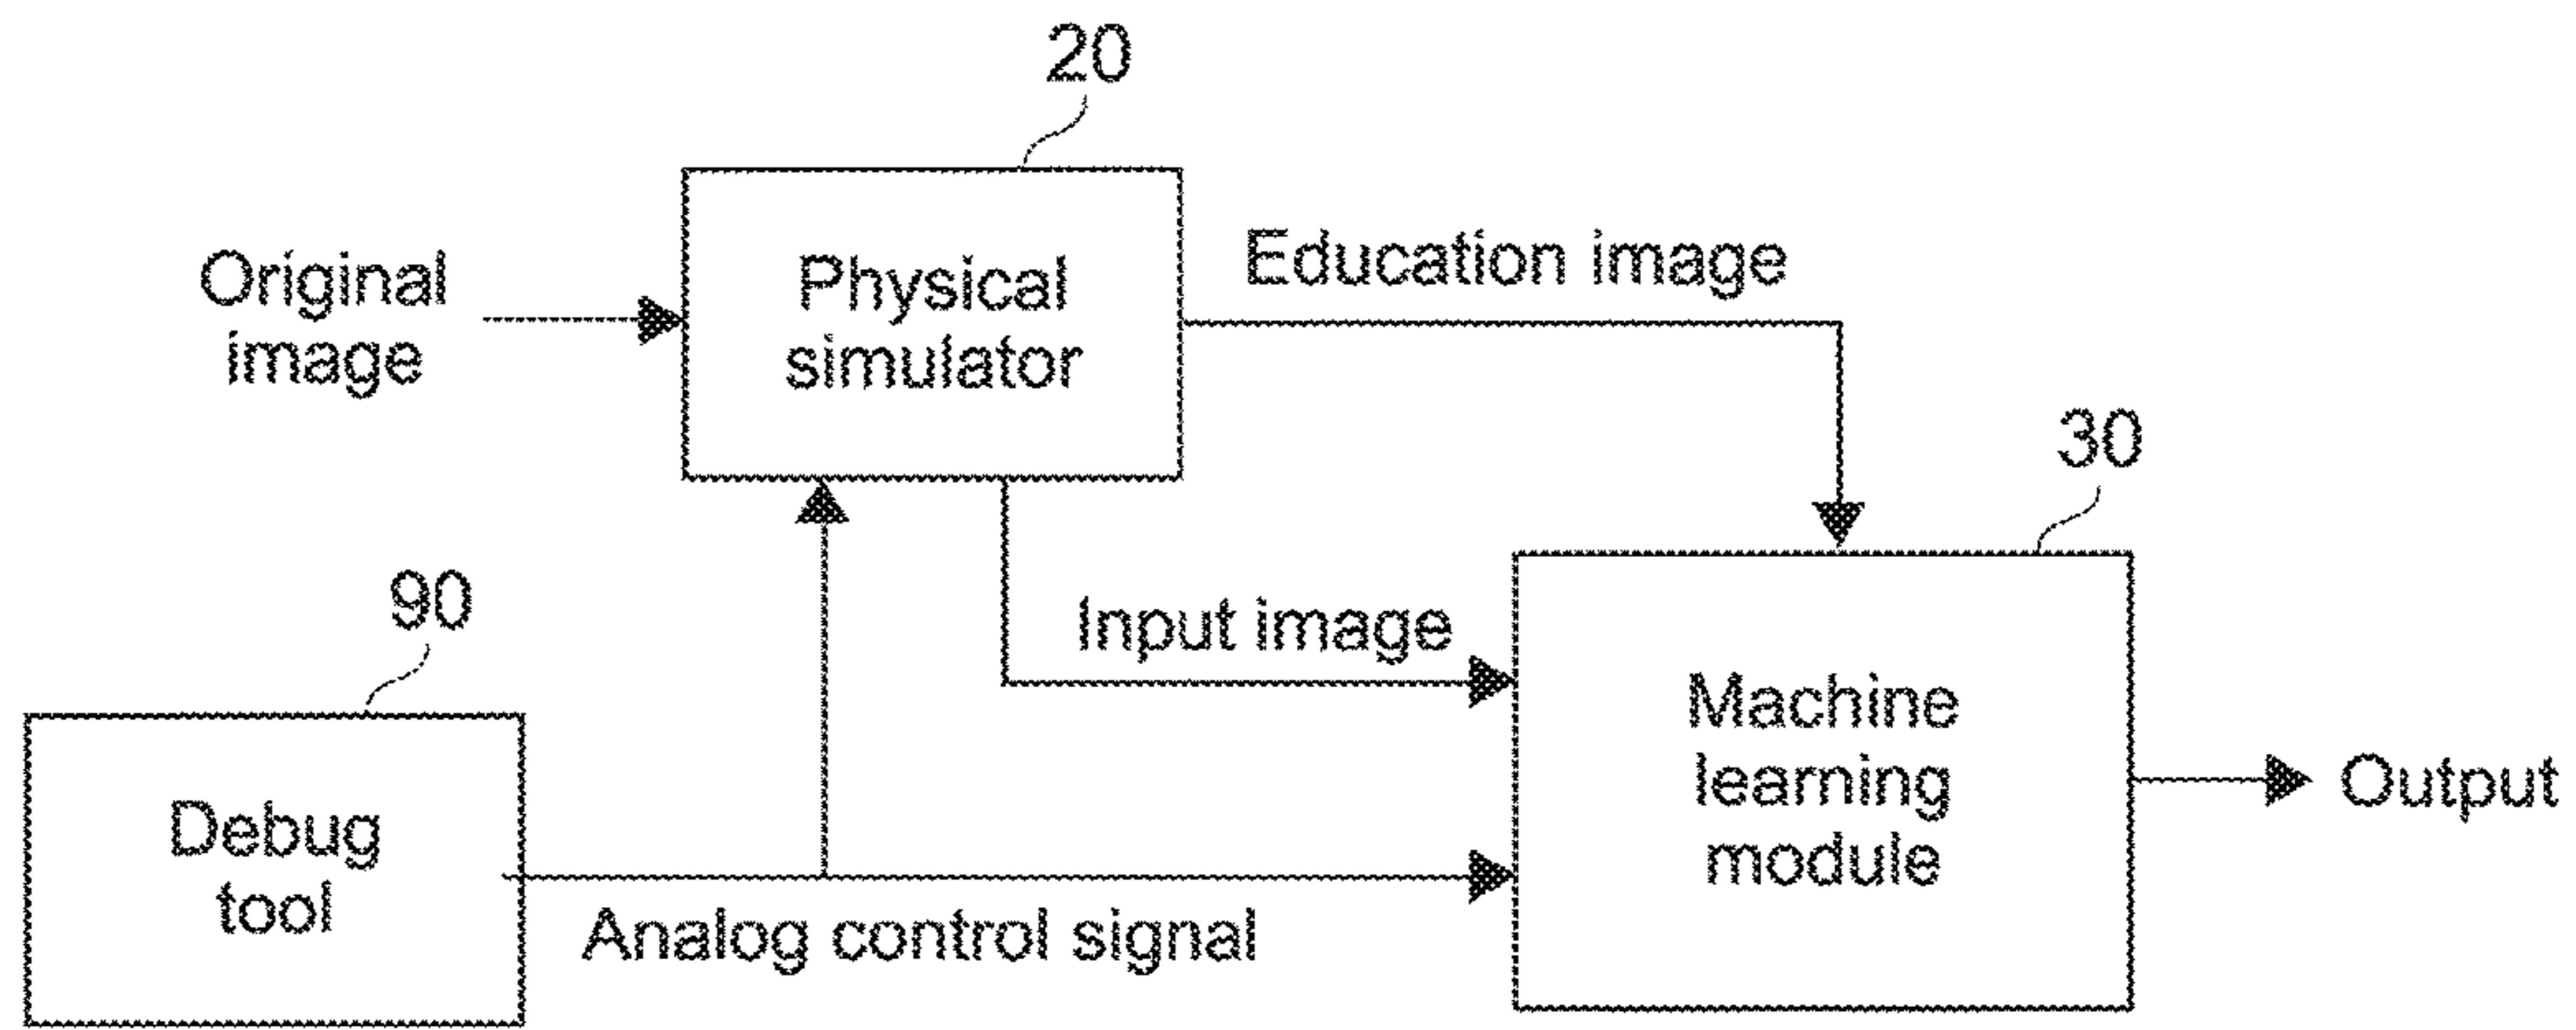 20
Original
image
Physical
simulator
Education image
30
90
Input image
Machine
learning
module
Output
Debug
tool
Analog control signal